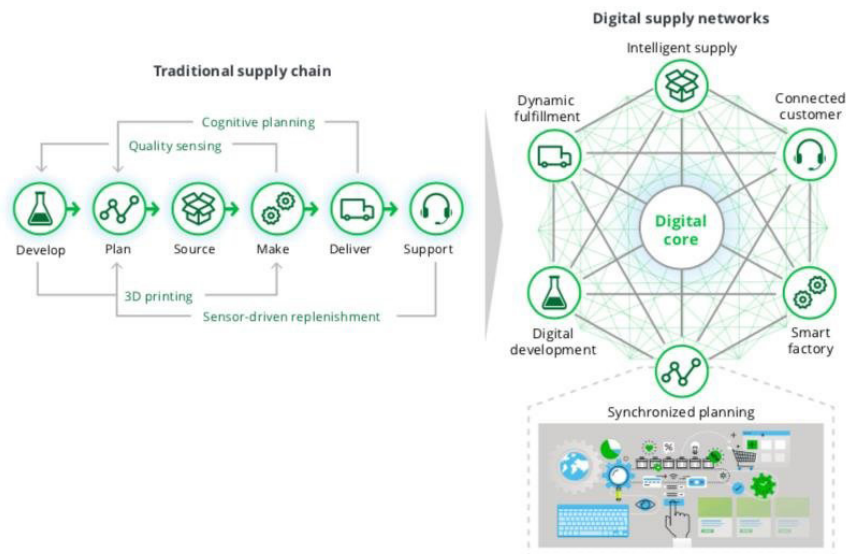 Digital supply networks
Intelligent supply
Traditional supply chain
Dynamic
fulfillment
Connected
customer
Cognitive planning
Quality sensing
Digital
core
Develop
Plan
Source
Make
Deliver
Support
3D printing
Sensor-driven replenishment
Digital
development
Smart
factory
Synchronized planning
%